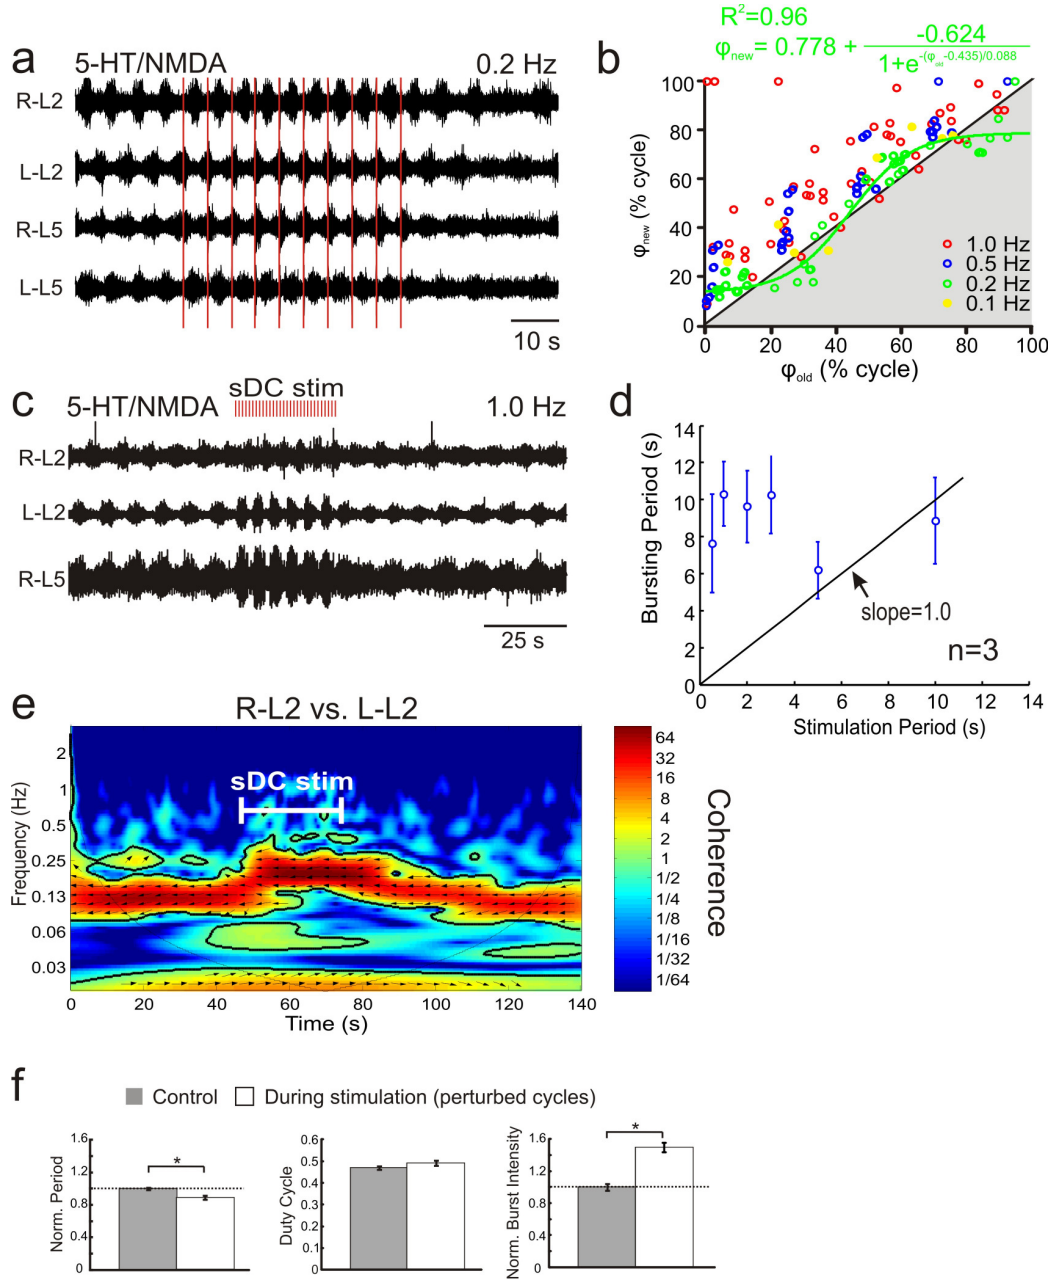 a
5-HT/NMDA 0.2 Hz
R-L2
L-L2
R-L5
L-L5
10 s
R²=0.96
φnew= 0.778 + -0.624
1+e^-(φold-0.435)/0.088
b
φnew (% cycle)
100
80
60
40
20
0
1.0 Hz
0.5 Hz
0.2 Hz
0.1 Hz
0 20 40 60 80 100
φold (% cycle)
c
sDC stim
5-HT/NMDA 1.0 Hz
R-L2
L-L2
R-L5
25 s
d
Bursting Period (s)
14
12
10
8
6
4
2
0
slope=1.0
n=3
0 2 4 6 8 10 12 14
Stimulation Period (s)
e
R-L2 vs. L-L2
sDC stim
Frequency (Hz)
2
1
0.5
0.25
0.13
0.06
0.03
0 20 40 60 80 100 120 140
Time (s)
64
32
16
8
4
2
1
1/2
1/4
1/8
1/16
1/32
1/64
Coherence
f
Control During stimulation (perturbed cycles)
Norm. Period
1.6
1.2
0.8
0.4
0
*
Duty Cycle
0.6
0.5
0.4
0.3
0.2
0.1
0
Norm. Burst Intensity
1.6
1.2
0.8
0.4
0
*